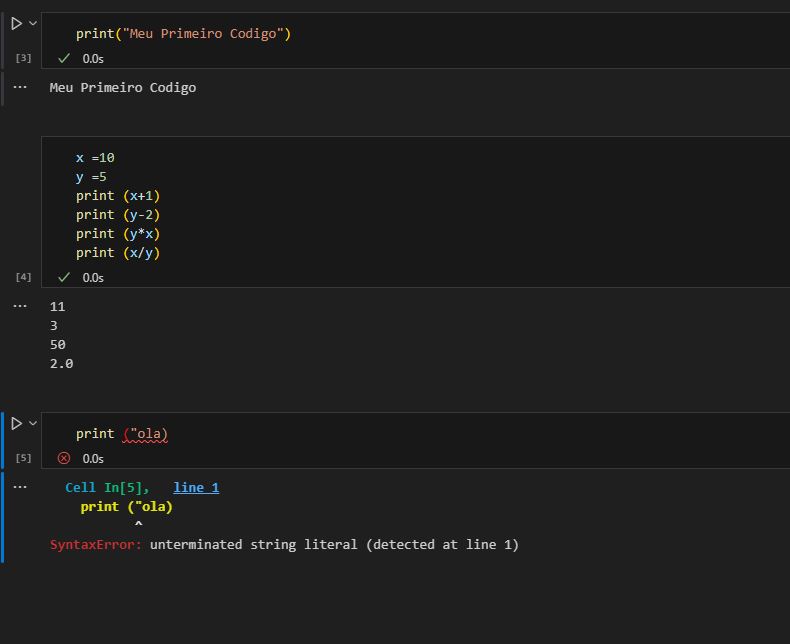 print("Meu Primeiro Codigo")
[3] 0.0s
Meu Primeiro Codigo
x =10
y =5
print (x+1)
print (y-2)
print (y*x)
print (x/y)
[4] 0.0s
11
3
50
2.0
print ("ola)
[5] 0.0s
Cell In[5], line 1
print ("ola)
^
SyntaxError: unterminated string literal (detected at line 1)